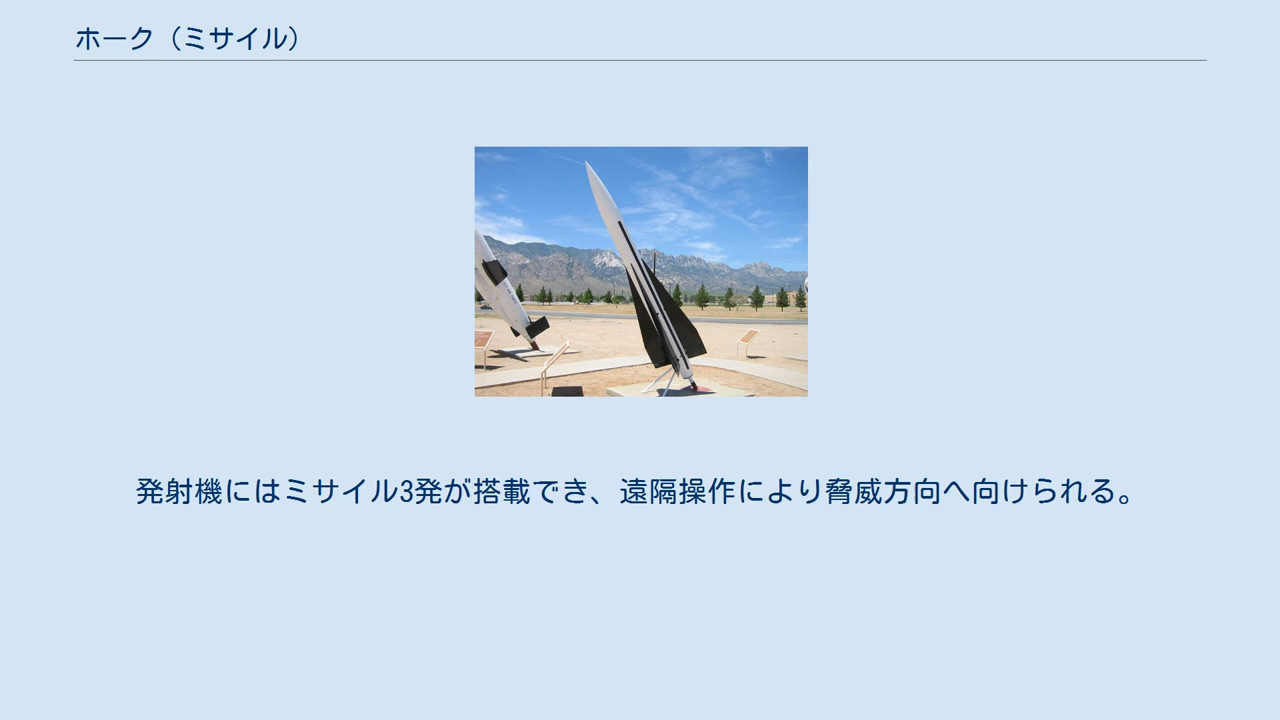 ホーク（ミサイル）
発射機にはミサイル3発が搭載でき、遠隔操作により脅威方向へ向けられる。